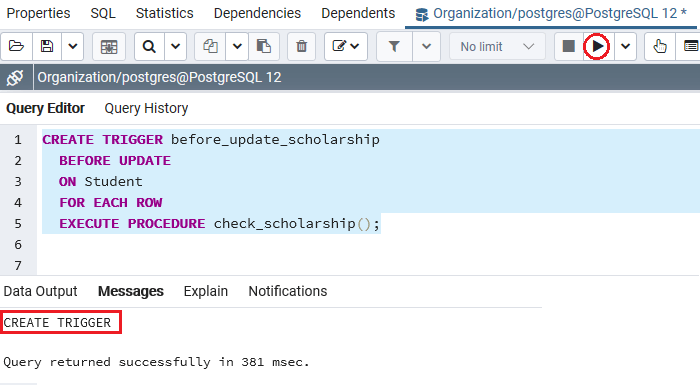 Properties SQL Statistics Dependencies Dependents Organization/postgres@PostgreSQL 12 *
No limit
Organization/postgres@PostgreSQL 12
Query Editor Query History
1 CREATE TRIGGER before_update_scholarship
2 BEFORE UPDATE
3 ON Student
4 FOR EACH ROW
5 EXECUTE PROCEDURE check_scholarship();
6
7
Data Output Messages Explain Notifications
CREATE TRIGGER
Query returned successfully in 381 msec.